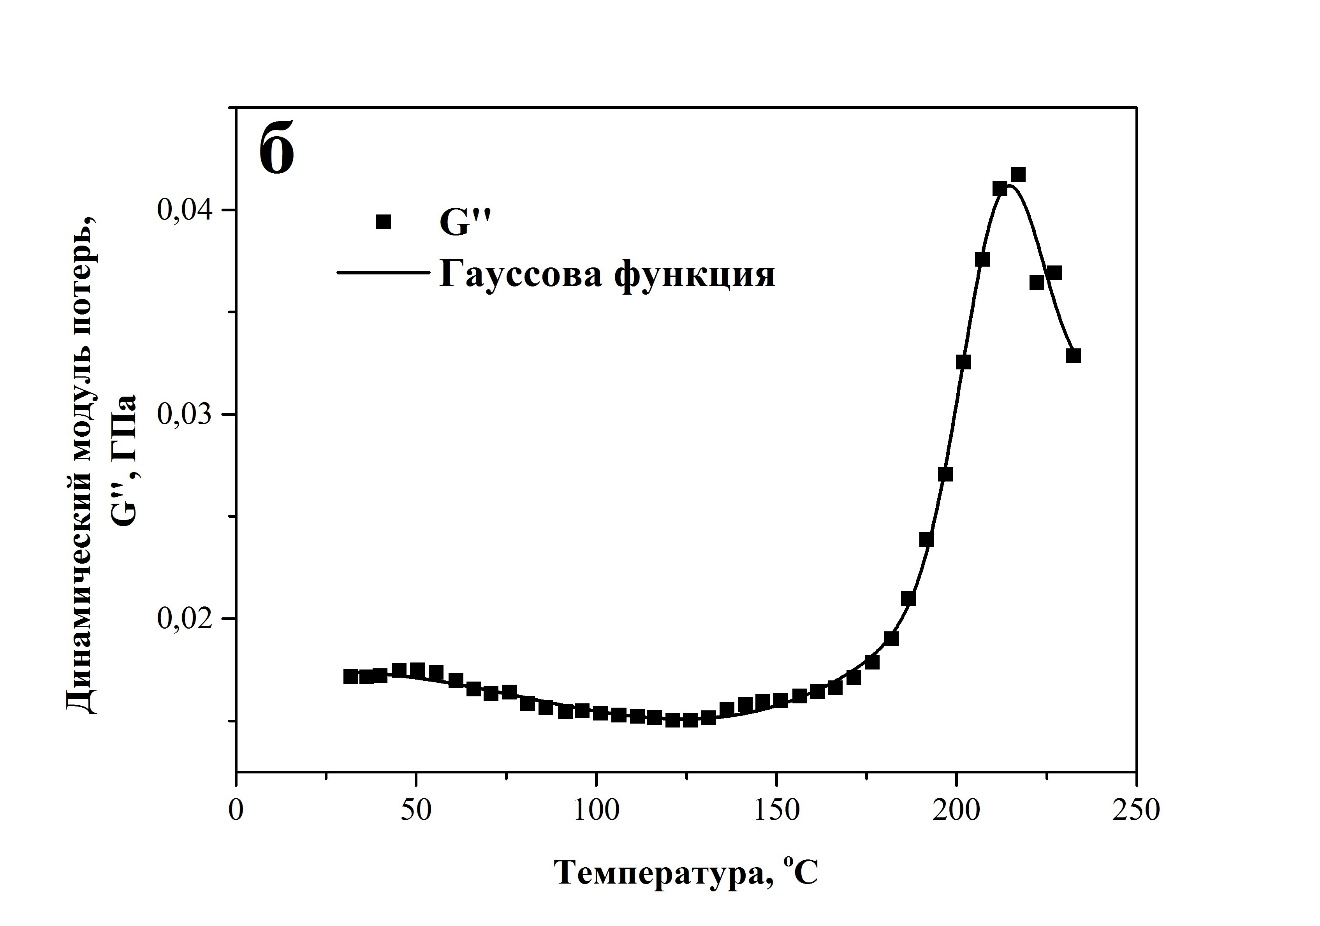 б
G''
Гауссова функция
0,04
0,03
0,02
Динамический модуль потерь,
G'', ГПа
0
50
100
150
200
250
Температура, °C